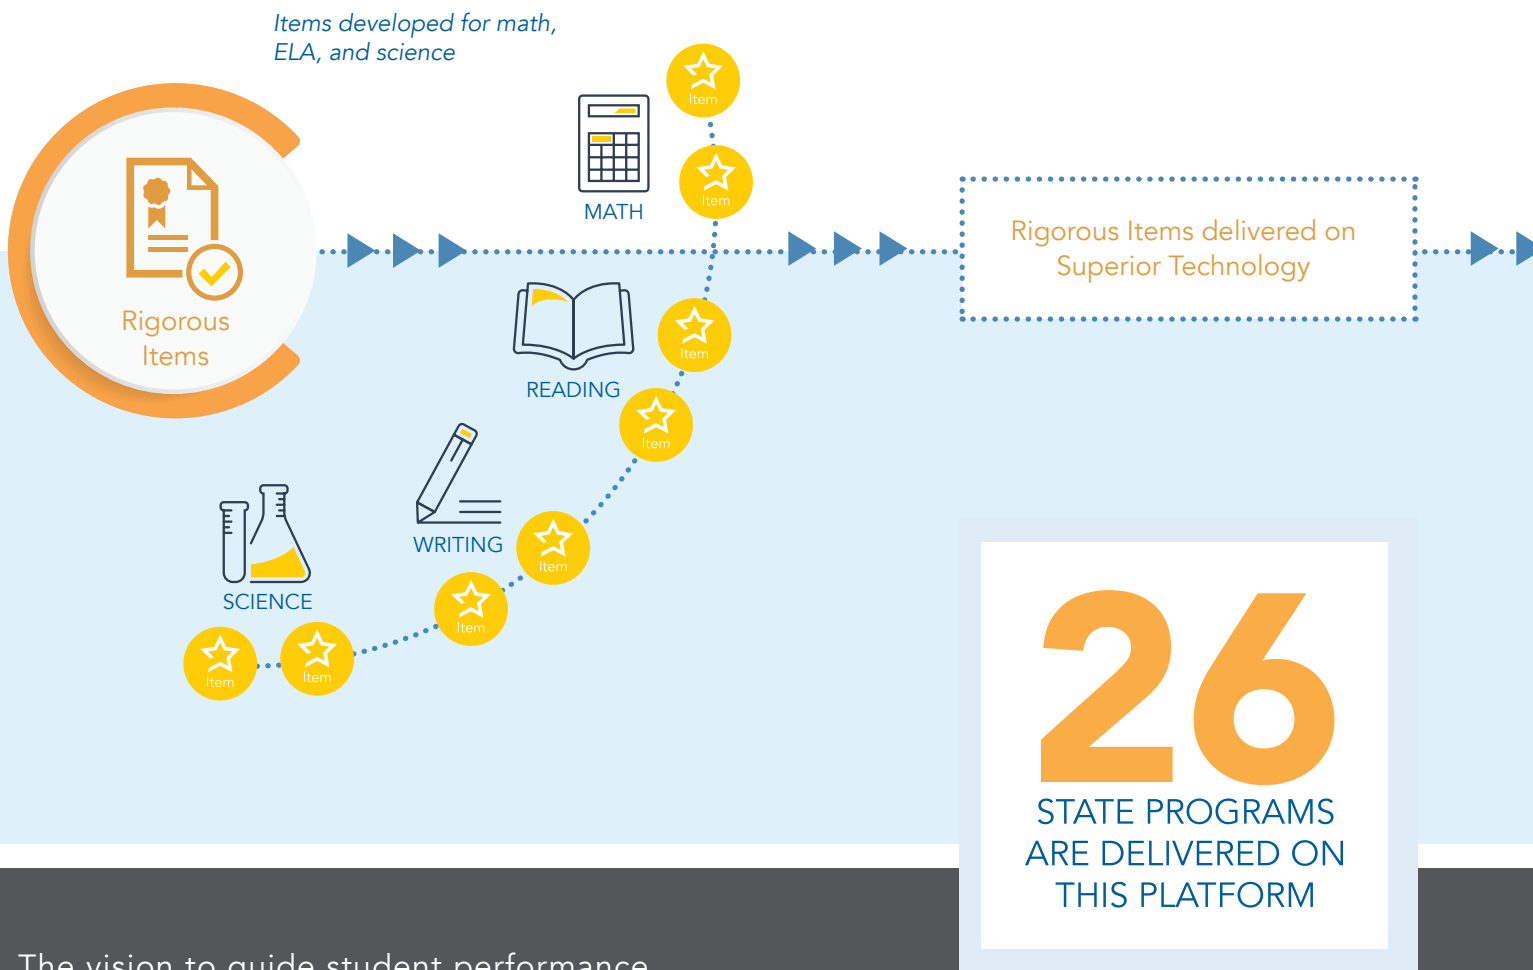 Items developed for math,
ELA, and science
Item
Item
MATH
Rigorous Items delivered on
Superior Technology
Rigorous
Items
Item
READING
Item
WRITING
Item
SCIENCE
Item
Item
Item
26
STATE PROGRAMS
ARE DELIVERED ON
THIS PLATFORM
The vision to guide student performance